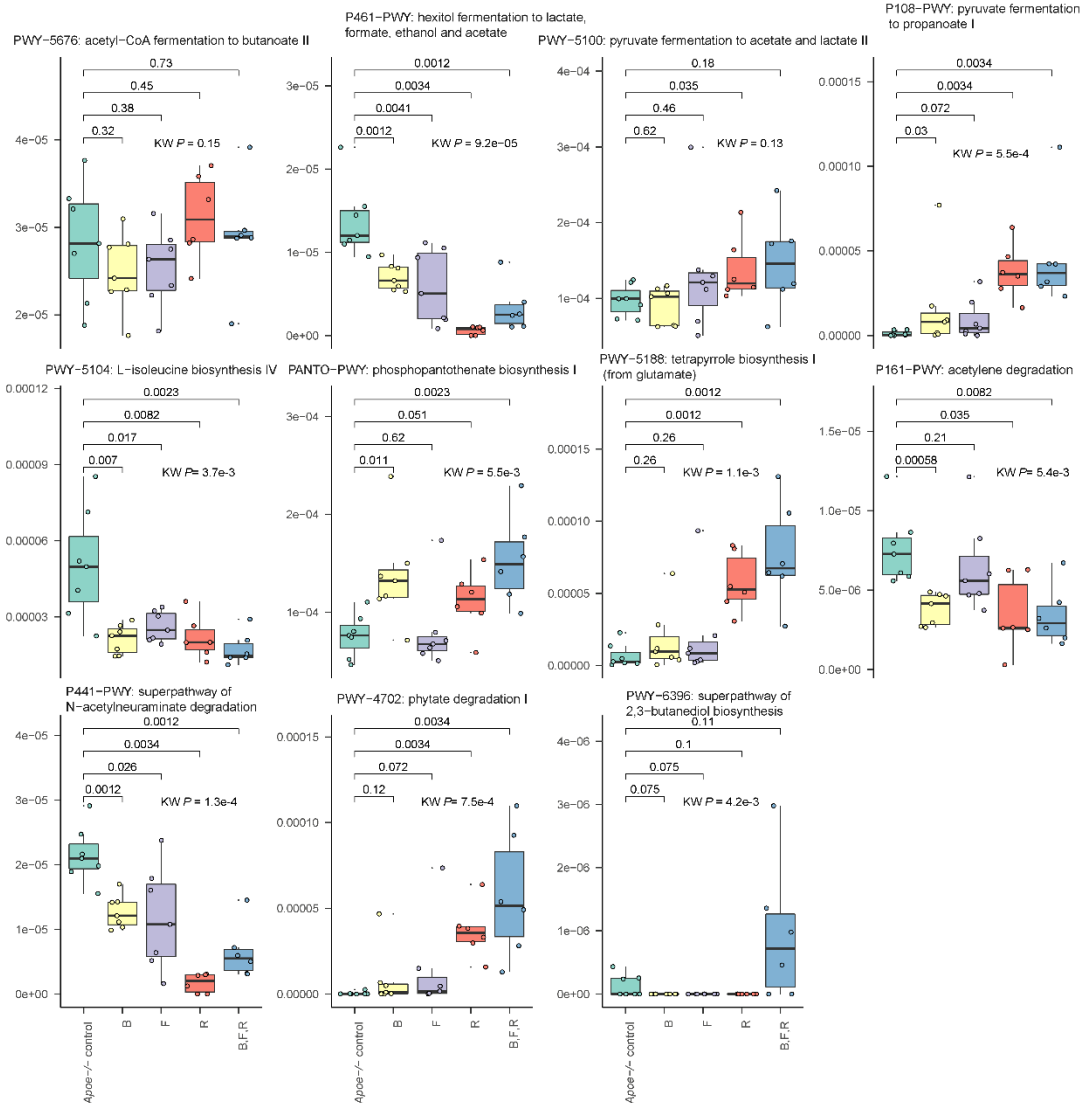 PWY−5676: acetyl−CoA fermentation to butanoate II
0.73
0.45
0.38
0.32
KW P = 0.15
4e−05
3e−05
2e−05
P461−PWY: hexitol fermentation to lactate,
formate, ethanol and acetate
0.0012
0.0034
0.0041
0.0012
KW P = 9.2e−05
3e−05
2e−05
1e−05
0e+00
PWY−5100: pyruvate fermentation to acetate and lactate II
0.18
0.035
0.46
0.62
KW P = 0.13
4e−04
3e−04
2e−04
1e−04
P108−PWY: pyruvate fermentation
to propanoate I
0.0034
0.0034
0.072
0.03
KW P = 5.5e-4
0.00015
0.00010
0.00005
0.00000
PWY−5104: L−isoleucine biosynthesis IV
0.0023
0.0082
0.017
0.007
KW P = 3.7e-3
0.00012
0.00009
0.00006
0.00003
PANTO−PWY: phosphopantothenate biosynthesis I
0.0023
0.051
0.62
0.011
KW P = 5.5e-3
3e−04
2e−04
1e−04
PWY−5188: tetrapyrrole biosynthesis I
(from glutamate)
0.0012
0.0012
0.26
0.26
KW P = 1.1e-3
0.00015
0.00010
0.00005
0.00000
P161−PWY: acetylene degradation
0.0082
0.035
0.21
0.00058
KW P= 5.4e-3
1.5e−05
1.0e−05
5.0e−06
0.0e+00
P441−PWY: superpathway of
N−acetylneuraminate degradation
0.0012
0.0034
0.026
0.0012
KW P = 1.3e-4
4e−05
3e−05
2e−05
1e−05
0e+00
Apoe−/− control
B
F
R
B,F,R
PWY−4702: phytate degradation I
0.0034
0.0034
0.072
0.12
KW P= 7.5e-4
0.00015
0.00010
0.00005
0.00000
Apoe−/− control
B
F
R
B,F,R
PWY−6396: superpathway of
2,3−butanediol biosynthesis
0.11
0.1
0.075
0.075
KW P = 4.2e-3
4e−06
3e−06
2e−06
1e−06
0e+00
Apoe−/− control
B
F
R
B,F,R